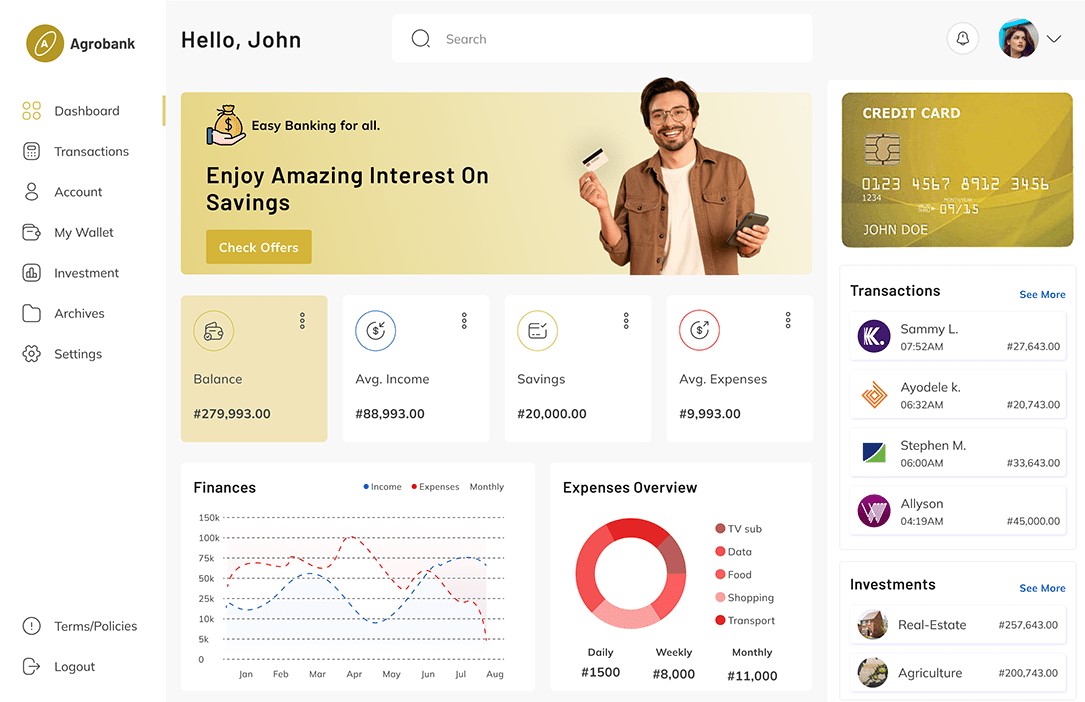 Agrobank
Hello, John
Search
Dashboard
Transactions
Account
My Wallet
Investment
Archives
Settings
Terms/Policies
Logout
Easy Banking for all.
Enjoy Amazing Interest On
Savings
Check Offers
Balance
#279,993.00
Avg. Income
#88,993.00
Savings
#20,000.00
Avg. Expenses
#9,993.00
Finances
Income Expenses Monthly
150k
100k
75k
50k
25k
10k
5k
0
Jan Feb Mar Apr May Jun Jul Aug
Expenses Overview
TV sub
Data
Food
Shopping
Transport
Daily Weekly Monthly
#1500 #8,000 #11,000
CREDIT CARD
0123 4567 8912 3456
1234
09/15
JOHN DOE
Transactions See More
Sammy L.
07:52AM #27,643.00
Ayodele k.
06:32AM #20,743.00
Stephen M.
06:00AM #33,643.00
Allyson
04:19AM #45,000.00
Investments See More
Real-Estate #257,643.00
Agriculture #200,743.00